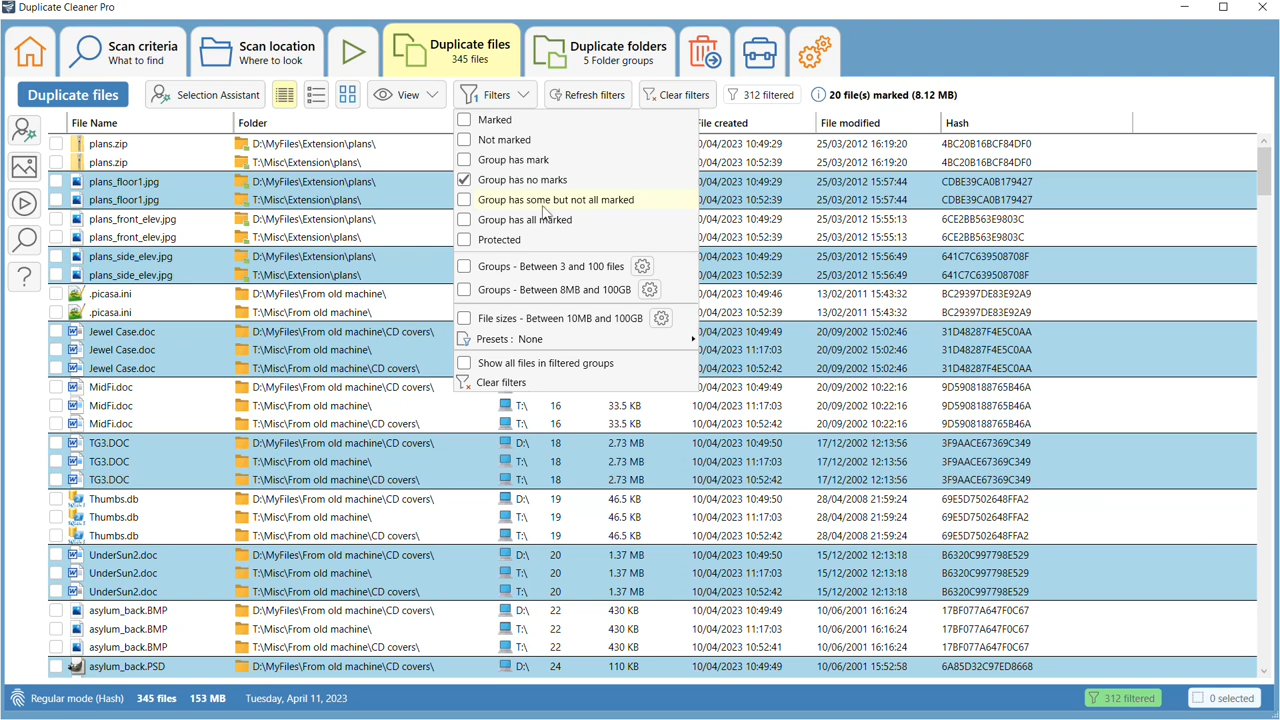 Duplicate Cleaner Pro
Scan criteria
What to find
Scan location
Where to look
Duplicate files
345 files
Duplicate folders
5 Folder groups
Duplicate files
Selection Assistant
View
1 Filters
Refresh filters
Clear filters
312 filtered
20 file(s) marked (8.12 MB)
File Name Folder File created File modified Hash
Marked
Not marked
Group has mark
Group has no marks
Group has some but not all marked
Group has all marked
Protected
Groups - Between 3 and 100 files
Groups - Between 8MB and 100GB
File sizes - Between 10MB and 100GB
Presets : None
Show all files in filtered groups
Clear filters
plans.zip D:\MyFiles\Extension\plans\ 0/04/2023 10:49:29 25/03/2012 16:19:20 4BC20B16BCF84DF0
plans.zip T:\Misc\Extension\plans\ 0/04/2023 10:52:39 25/03/2012 16:19:20 4BC20B16BCF84DF0
plans_floor1.jpg D:\MyFiles\Extension\plans\ 0/04/2023 10:49:29 25/03/2012 15:57:44 CDBE39CA0B179427
plans_floor1.jpg T:\Misc\Extension\plans\ 0/04/2023 10:52:39 25/03/2012 15:57:44 CDBE39CA0B179427
plans_front_elev.jpg D:\MyFiles\Extension\plans\ 0/04/2023 10:49:29 25/03/2012 15:55:13 6CE2BB63E9803C
plans_front_elev.jpg T:\Misc\Extension\plans\ 0/04/2023 10:52:39 25/03/2012 15:55:13 6CE2BB63E9803C
plans_side_elev.jpg D:\MyFiles\Extension\plans\ 0/04/2023 10:49:29 25/03/2012 15:56:49 641C7C639508708F
plans_side_elev.jpg T:\Misc\Extension\plans\ 0/04/2023 10:52:39 25/03/2012 15:56:49 641C7C639508708F
.picasa.ini D:\MyFiles\From old machine\ 0/04/2023 10:49:46 13/02/2011 15:43:32 BC29397DE83E92A9
.picasa.ini T:\Misc\From old machine\ 0/04/2023 10:52:39 13/02/2011 15:43:32 BC29397DE83E92A9
Jewel Case.doc D:\MyFiles\From old machine\CD covers\ 0/04/2023 10:49:49 20/09/2002 15:02:46 31D48287F4E5C0AA
Jewel Case.doc T:\Misc\From old machine\ 0/04/2023 11:17:03 20/09/2002 15:02:46 31D48287F4E5C0AA
Jewel Case.doc T:\Misc\From old machine\CD covers\ 0/04/2023 10:52:42 20/09/2002 15:02:46 31D48287F4E5C0AA
MidFi.doc D:\MyFiles\From old machine\CD covers\ 10/04/2023 10:49:49 20/09/2002 10:22:16 9D5908188765B46A
MidFi.doc T:\Misc\From old machine\ T:\ 16 33.5 KB 10/04/2023 11:17:03 20/09/2002 10:22:16 9D5908188765B46A
MidFi.doc T:\Misc\From old machine\CD covers\ T:\ 16 33.5 KB 10/04/2023 10:52:42 20/09/2002 10:22:16 9D5908188765B46A
TG3.DOC D:\MyFiles\From old machine\CD covers\ D:\ 18 2.73 MB 10/04/2023 10:49:50 17/12/2002 12:13:56 3F9AACE67369C349
TG3.DOC T:\Misc\From old machine\ T:\ 18 2.73 MB 10/04/2023 11:17:03 17/12/2002 12:13:56 3F9AACE67369C349
TG3.DOC T:\Misc\From old machine\CD covers\ T:\ 18 2.73 MB 10/04/2023 10:52:42 17/12/2002 12:13:56 3F9AACE67369C349
Thumbs.db D:\MyFiles\From old machine\CD covers\ D:\ 19 46.5 KB 10/04/2023 10:49:50 28/04/2008 21:59:24 69E5D7502648FFA2
Thumbs.db T:\Misc\From old machine\ T:\ 19 46.5 KB 10/04/2023 11:17:03 28/04/2008 21:59:24 69E5D7502648FFA2
Thumbs.db T:\Misc\From old machine\CD covers\ T:\ 19 46.5 KB 10/04/2023 10:52:42 28/04/2008 21:59:24 69E5D7502648FFA2
UnderSun2.doc D:\MyFiles\From old machine\CD covers\ D:\ 20 1.37 MB 10/04/2023 10:49:50 15/12/2002 12:13:18 B6320C997798E529
UnderSun2.doc T:\Misc\From old machine\ T:\ 20 1.37 MB 10/04/2023 11:17:03 15/12/2002 12:13:18 B6320C997798E529
UnderSun2.doc T:\Misc\From old machine\CD covers\ T:\ 20 1.37 MB 10/04/2023 10:52:42 15/12/2002 12:13:18 B6320C997798E529
asylum_back.BMP D:\MyFiles\From old machine\CD covers\ D:\ 22 430 KB 10/04/2023 10:49:49 10/06/2001 16:16:24 17BF077A647F0C67
asylum_back.BMP T:\Misc\From old machine\ T:\ 22 430 KB 10/04/2023 11:17:03 10/06/2001 16:16:24 17BF077A647F0C67
asylum_back.BMP T:\Misc\From old machine\CD covers\ T:\ 22 430 KB 10/04/2023 10:52:41 10/06/2001 16:16:24 17BF077A647F0C67
asylum_back.PSD D:\MyFiles\From old machine\CD covers\ D:\ 24 110 KB 10/04/2023 10:49:49 10/06/2001 15:52:58 6A85D32C97ED8668
Regular mode (Hash) 345 files 153 MB Tuesday, April 11, 2023 312 filtered 0 selected